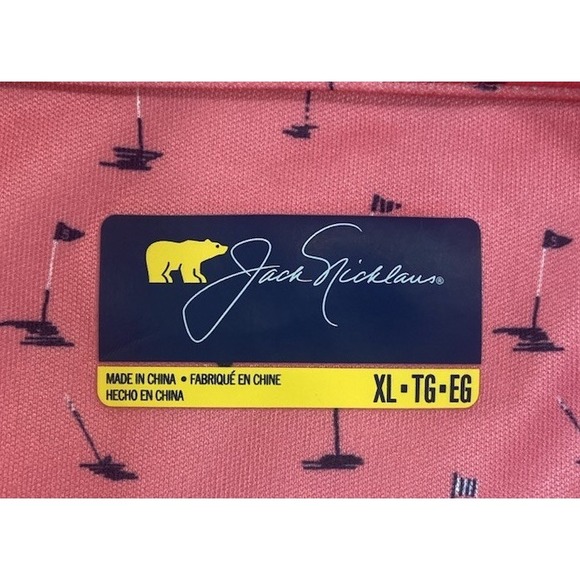 Jack Nicklaus®
MADE IN CHINA • FABRIQUÉ EN CHINE
HECHO EN CHINA
XL▪TG▪EG